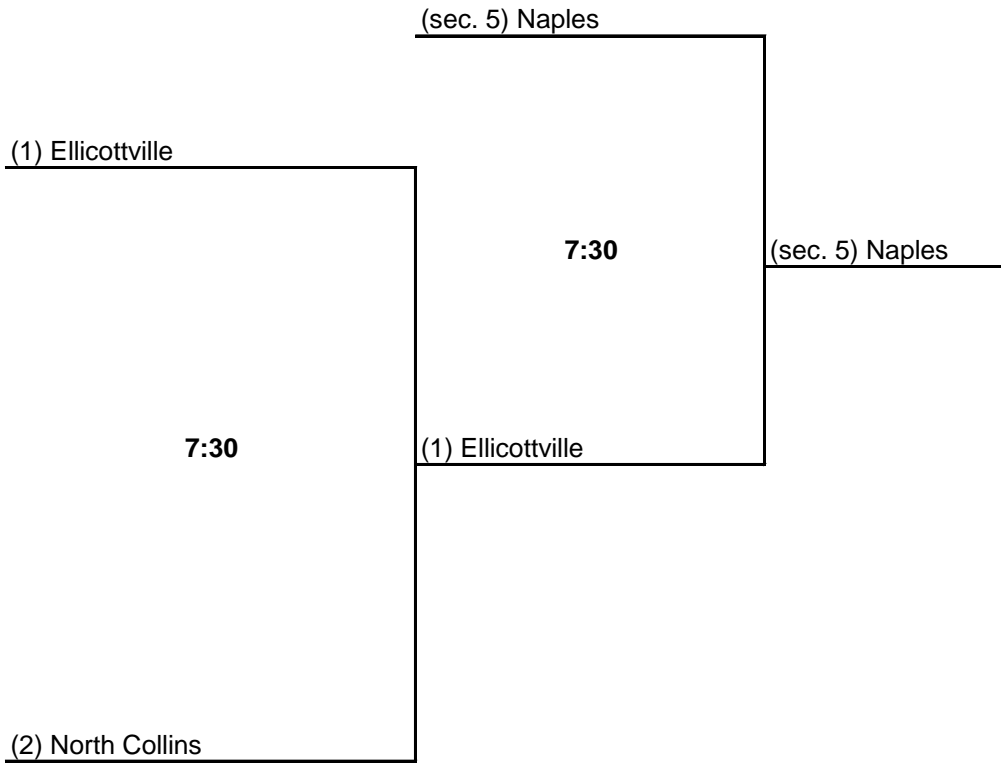 (sec. 5) Naples
(1) Ellicottville
7:30
(sec. 5) Naples
7:30
(1) Ellicottville
(2) North Collins